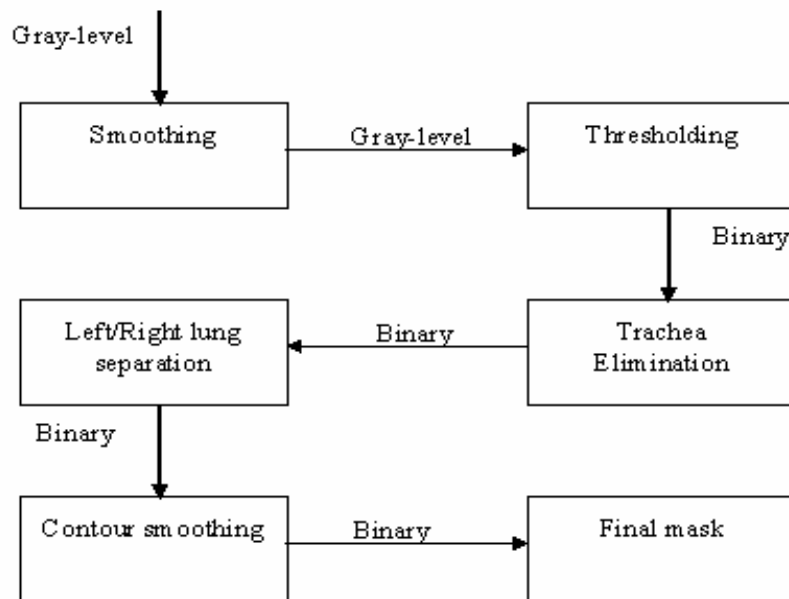 Gray-level
Smoothing
Gray-level
Thresholding
Binary
Trachea
Elimination
Binary
Left/Right lung
separation
Binary
Contour smoothing
Binary
Final mask